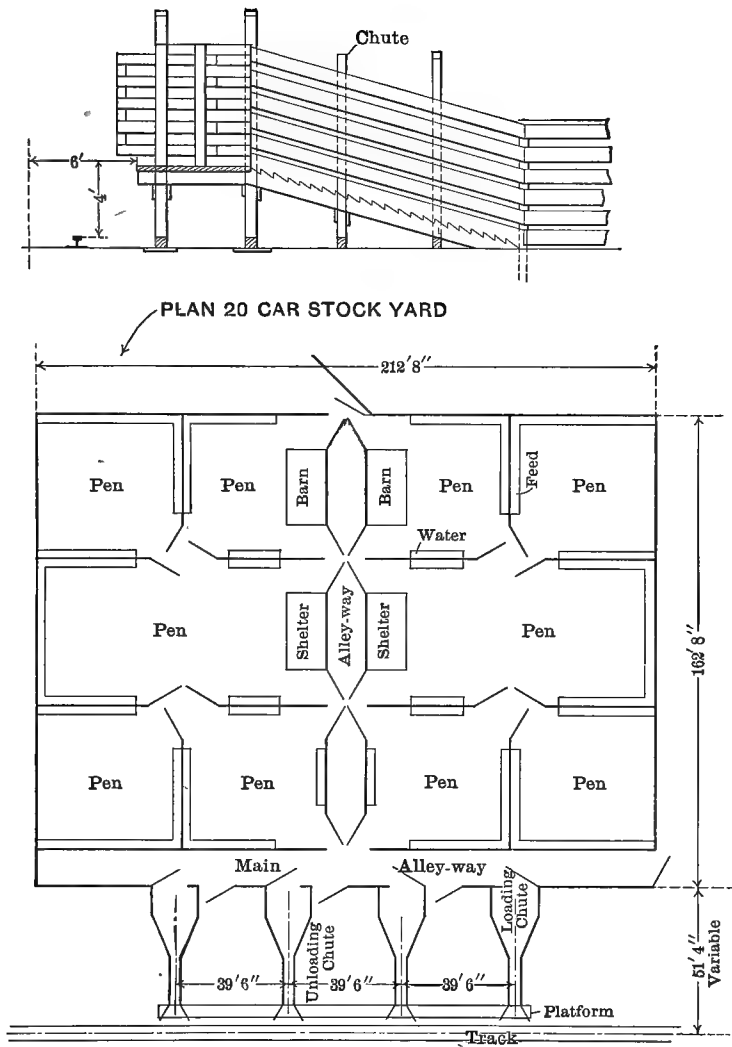 Chute
6'
4'
PLAN 20 CAR STOCK YARD
212'8"
Pen
Pen
Barn
Barn
Pen
Feed
Pen
Water
Pen
Shelter
Alley-way
Shelter
Pen
162'8"
Pen
Pen
Pen
Pen
Main
Alley-way
Loading
Chute
Unloading
Chute
39'6"
39'6"
39'6"
51'4"
Variable
Platform
Track